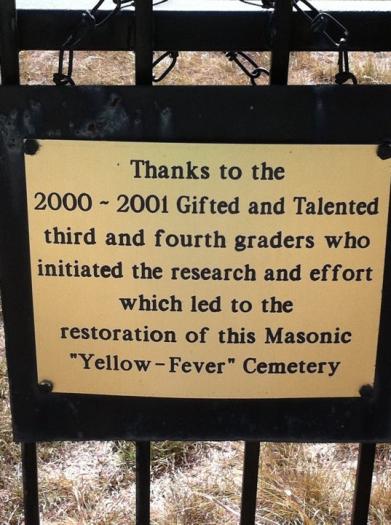 Thanks to the
2000 ~ 2001 Gifted and Talented
third and fourth graders who
initiated the research and effort
which led to the
restoration of this Masonic
"Yellow-Fever" Cemetery